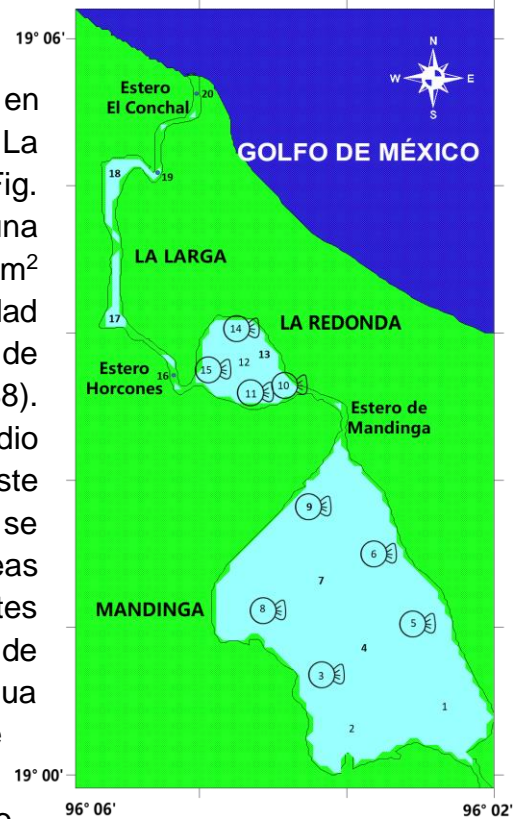 en
La
Fig.
una
m²
dad
de
8).
dio
ste
se
eas
tes
de
ua
19° 06'
N
W E
S
Estero
El Conchal
20
GOLFO DE MÉXICO
18
19
LA LARGA
17
LA REDONDA
14
13
12
15
16
10
11
Estero
Horcones
Estero de
Mandinga
9
6
7
MANDINGA
8
5
4
3
1
2
19° 00'
96° 06'
96° 02'